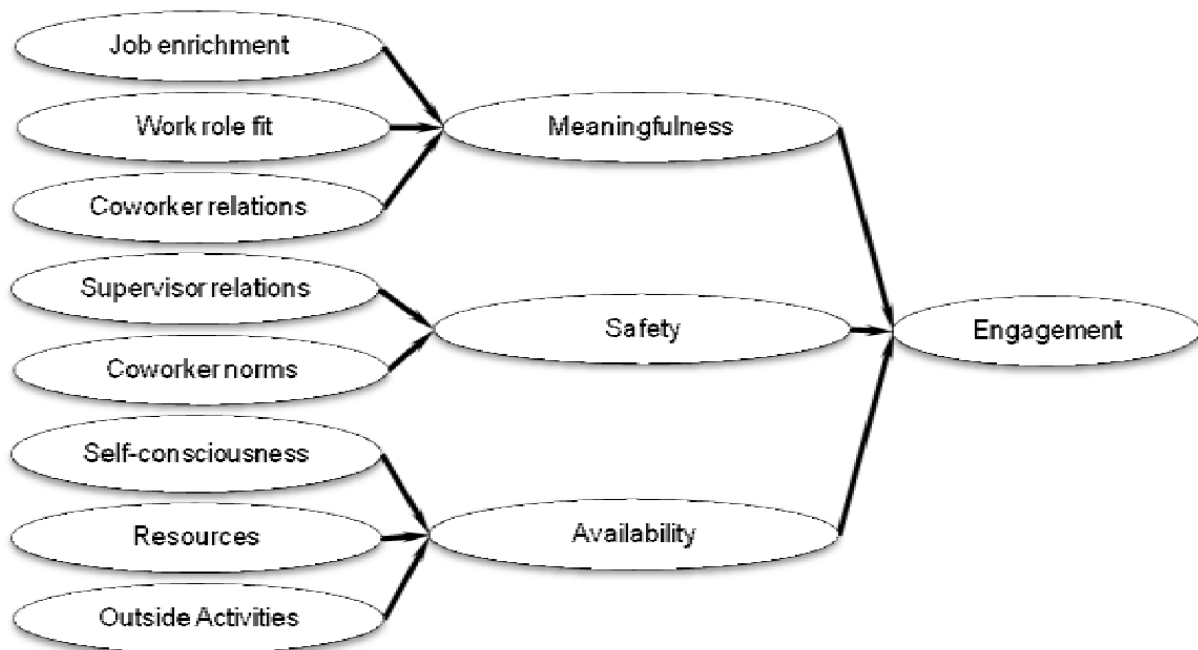 Job enrichment
Work role fit
Coworker relations
Supervisor relations
Coworker norms
Self-consciousness
Resources
Outside Activities
Meaningfulness
Safety
Availability
Engagement